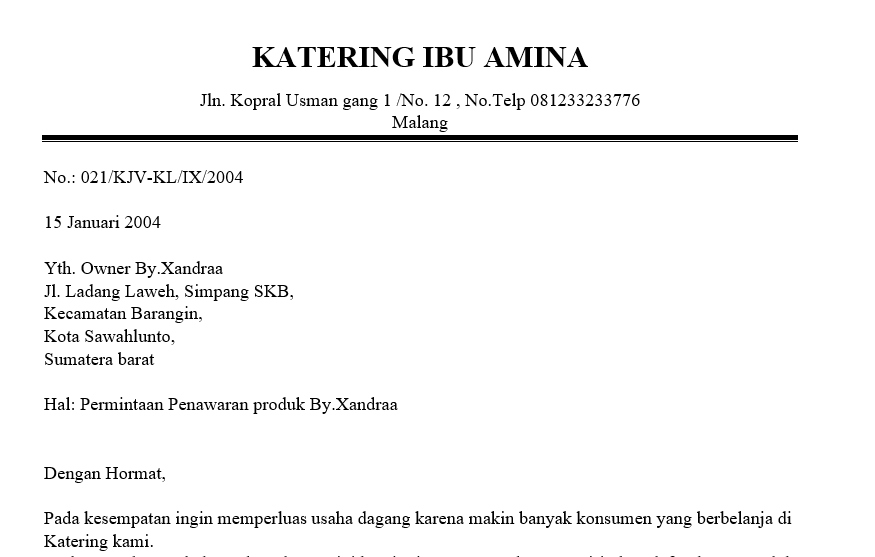 KATERING IBU AMINA
Jln. Kopral Usman gang 1 /No. 12 , No.Telp 081233233776
Malang
No.: 021/KJV-KL/IX/2004
15 Januari 2004
Yth. Owner By.Xandraa
Jl. Ladang Laweh, Simpang SKB,
Kecamatan Barangin,
Kota Sawahlunto,
Sumatera barat
Hal: Permintaan Penawaran produk By.Xandraa
Dengan Hormat,
Pada kesempatan ingin memperluas usaha dagang karena makin banyak konsumen yang berbelanja di
Katering kami.